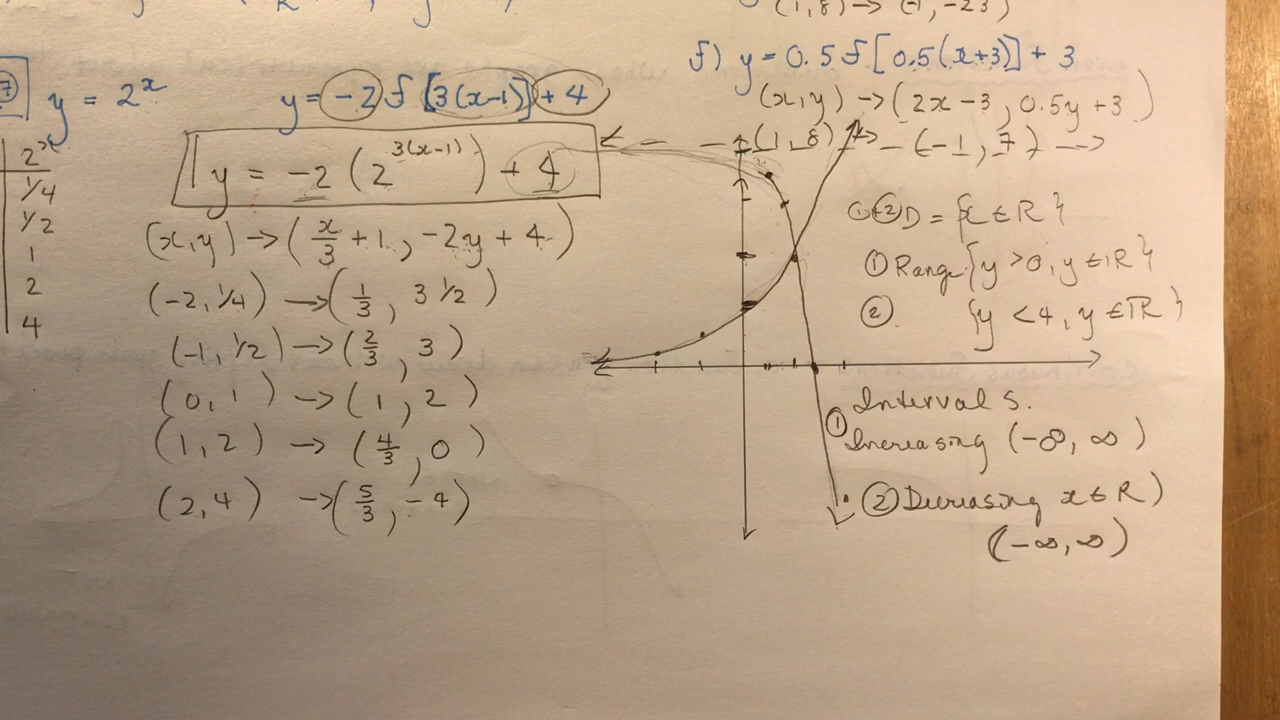 (1,8) → (-1,-23)
f) y = 0.5 f [0.5(x+3)] + 3
(x,y) → (2x-3, 0.5y+3)
(1,8) → (-1,7)
7 y = 2^x y = -2 f [3(x-1)] + 4
y = -2 (2^{3(x-1)}) + 4
(x,y) → (x/3 + 1, -2y + 4)
(-2, 1/4) → (1/3, 3 1/2)
(-1, 1/2) → (2/3, 3)
(0, 1) → (1, 2)
(1, 2) → (4/3, 0)
(2, 4) → (5/3, -4)
2^x
1/4
1/2
1
2
4
① ② D = {x ∈ R}
① Range {y > 0, y ∈ IR}
② {y < 4, y ∈ IR}
Intervals.
① Increasing (-∞, ∞)
② Decreasing x ∈ R)
(-∞, ∞)